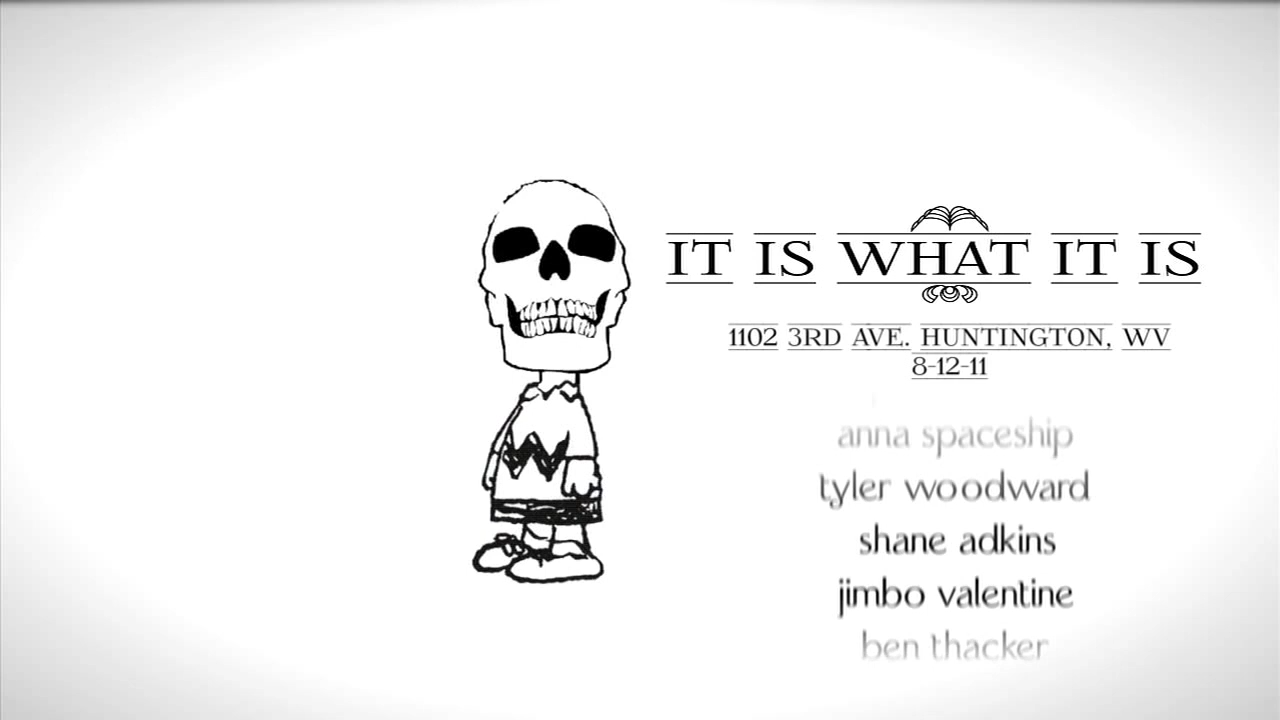 IT IS WHAT IT IS
1102 3RD AVE. HUNTINGTON, WV
8-12-11
anna spaceship
tyler woodward
shane adkins
jimbo valentine
ben thacker